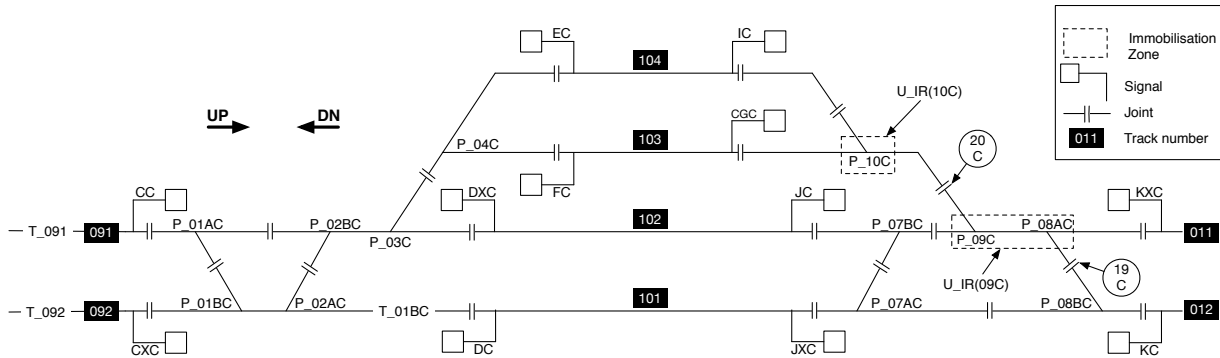 EC
104
IC
U_IR(10C)
Immobilisation
Zone
Signal
Joint
011 Track number
UP
DN
P_04C
103
CGC
FC
P_10C
20
C
CC
DXC
JC
KXC
T_091
091
P_01AC
P_02BC
P_03C
102
P_07BC
P_09C
P_08AC
011
19
C
U_IR(09C)
T_092
092
P_01BC
P_02AC
T_01BC
101
P_07AC
P_08BC
012
CXC
DC
JXC
KC